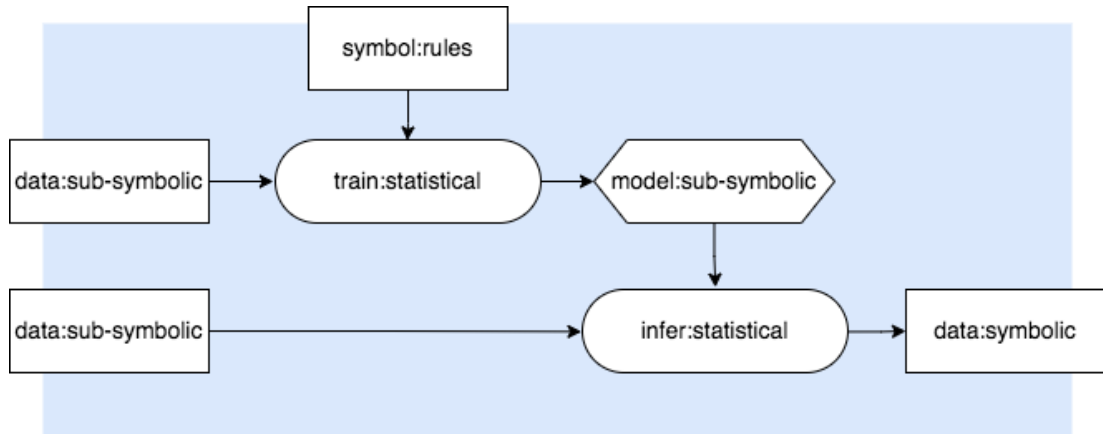 symbol:rules
data:sub-symbolic
train:statistical
model:sub-symbolic
data:sub-symbolic
infer:statistical
data:symbolic